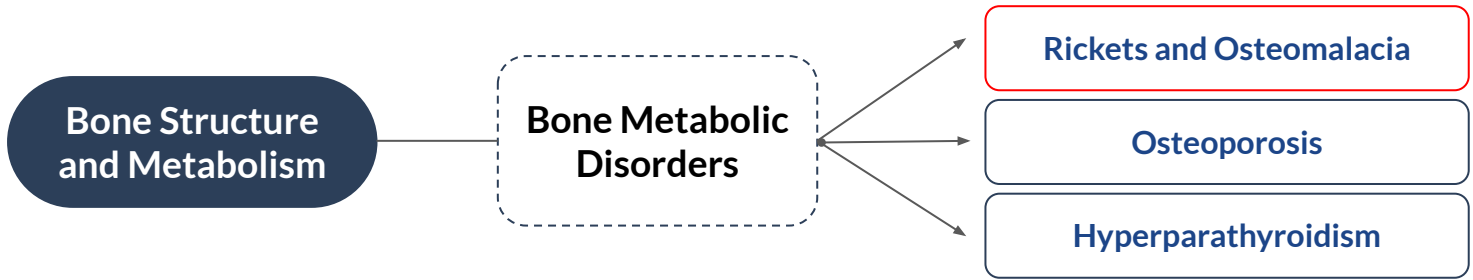 Bone Structure
and Metabolism
Bone Metabolic
Disorders
Rickets and Osteomalacia
Osteoporosis
Hyperparathyroidism